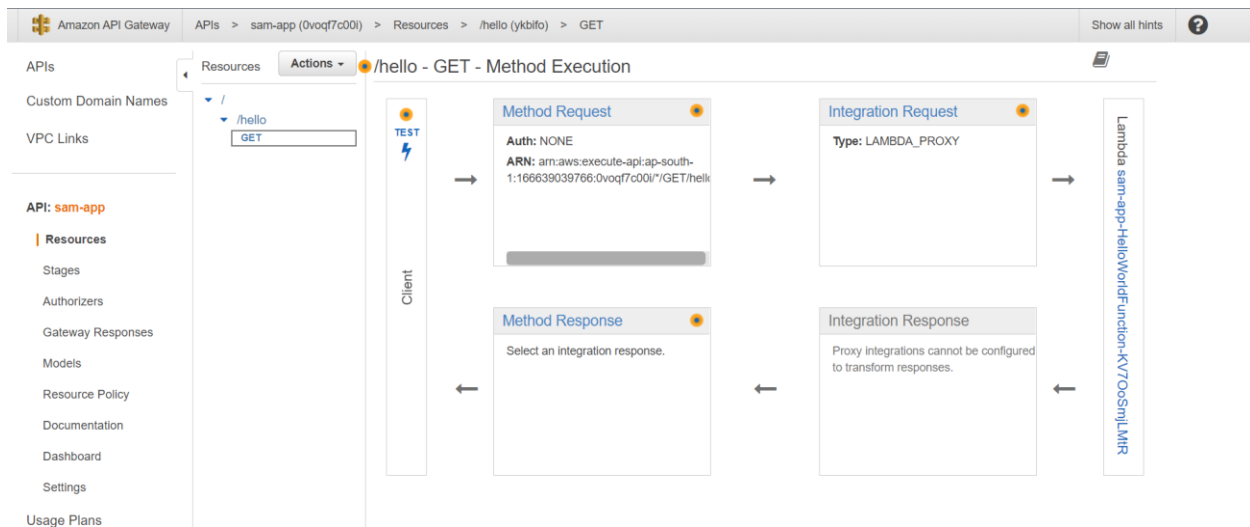 Amazon API Gateway
APIs > sam-app (0voqf7c00i) > Resources > /hello (ykbifo) > GET
Show all hints
?
APIs
Custom Domain Names
VPC Links
API: sam-app
Resources
Stages
Authorizers
Gateway Responses
Models
Resource Policy
Documentation
Dashboard
Settings
Usage Plans
Resources
Actions
/
/hello
GET
/hello - GET - Method Execution
TEST
Client
Method Request
Auth: NONE
ARN: arn:aws:execute-api:ap-south-
1:166639039766:0voqf7c00i/*/GET/hello
Integration Request
Type: LAMBDA_PROXY
Lambda sam-app-HelloWorldFunction-KV7OoSmjLMtR
Method Response
Select an integration response.
Integration Response
Proxy integrations cannot be configured
to transform responses.